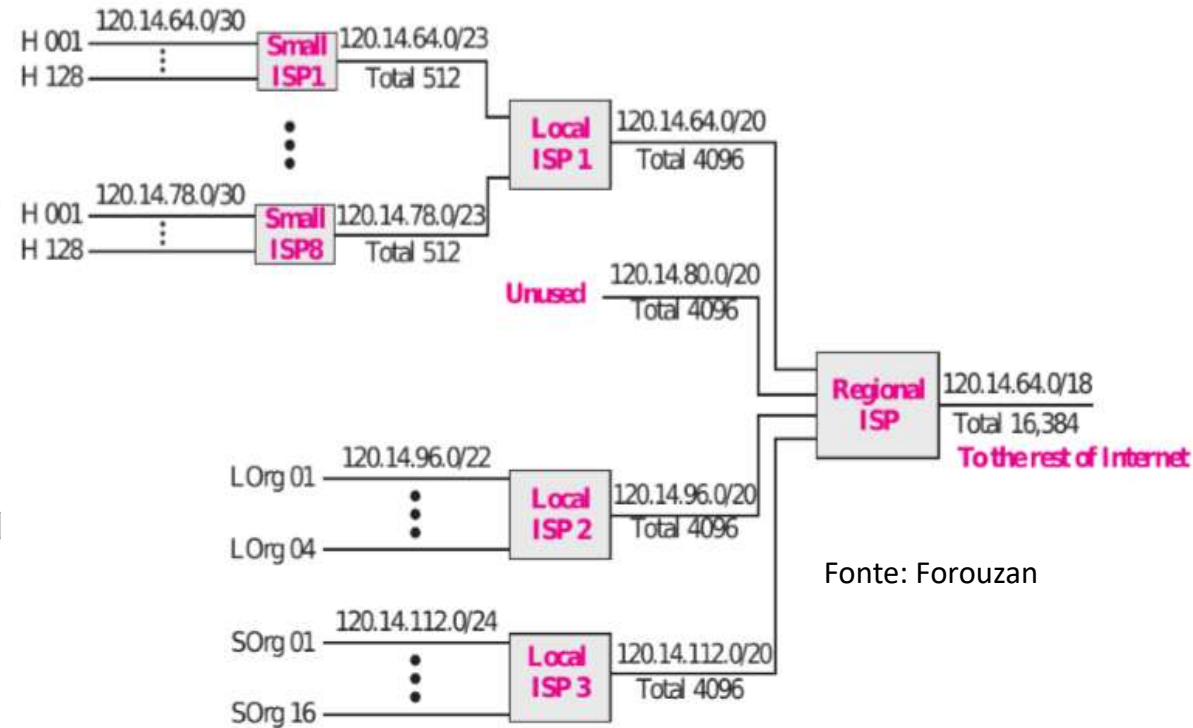 120.14.64.0/30
H 001
H 128
Small
ISP1
120.14.64.0/23
Total 512
120.14.78.0/30
H 001
H 128
Small
ISP8
120.14.78.0/23
Total 512
Local
ISP 1
120.14.64.0/20
Total 4096
Unused
120.14.80.0/20
Total 4096
Regional
ISP
120.14.64.0/18
Total 16,384
To the rest of Internet
120.14.96.0/22
LOrg 01
LOrg 04
Local
ISP 2
120.14.96.0/20
Total 4096
Fonte: Forouzan
120.14.112.0/24
SOrg 01
SOrg 16
Local
ISP 3
120.14.112.0/20
Total 4096